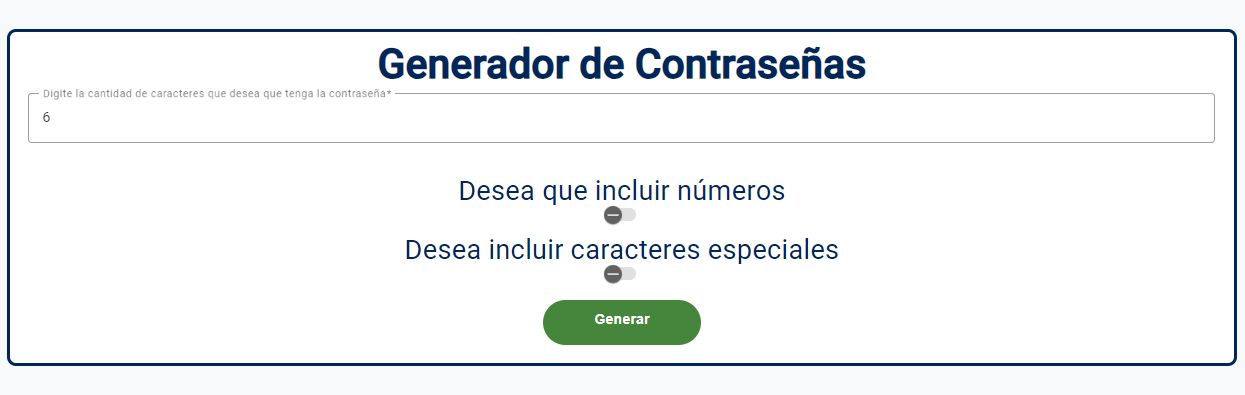 Generador de Contraseñas
Digite la cantidad de caracteres que desea que tenga la contraseña*
6
Desea que incluir números
Desea incluir caracteres especiales
Generar